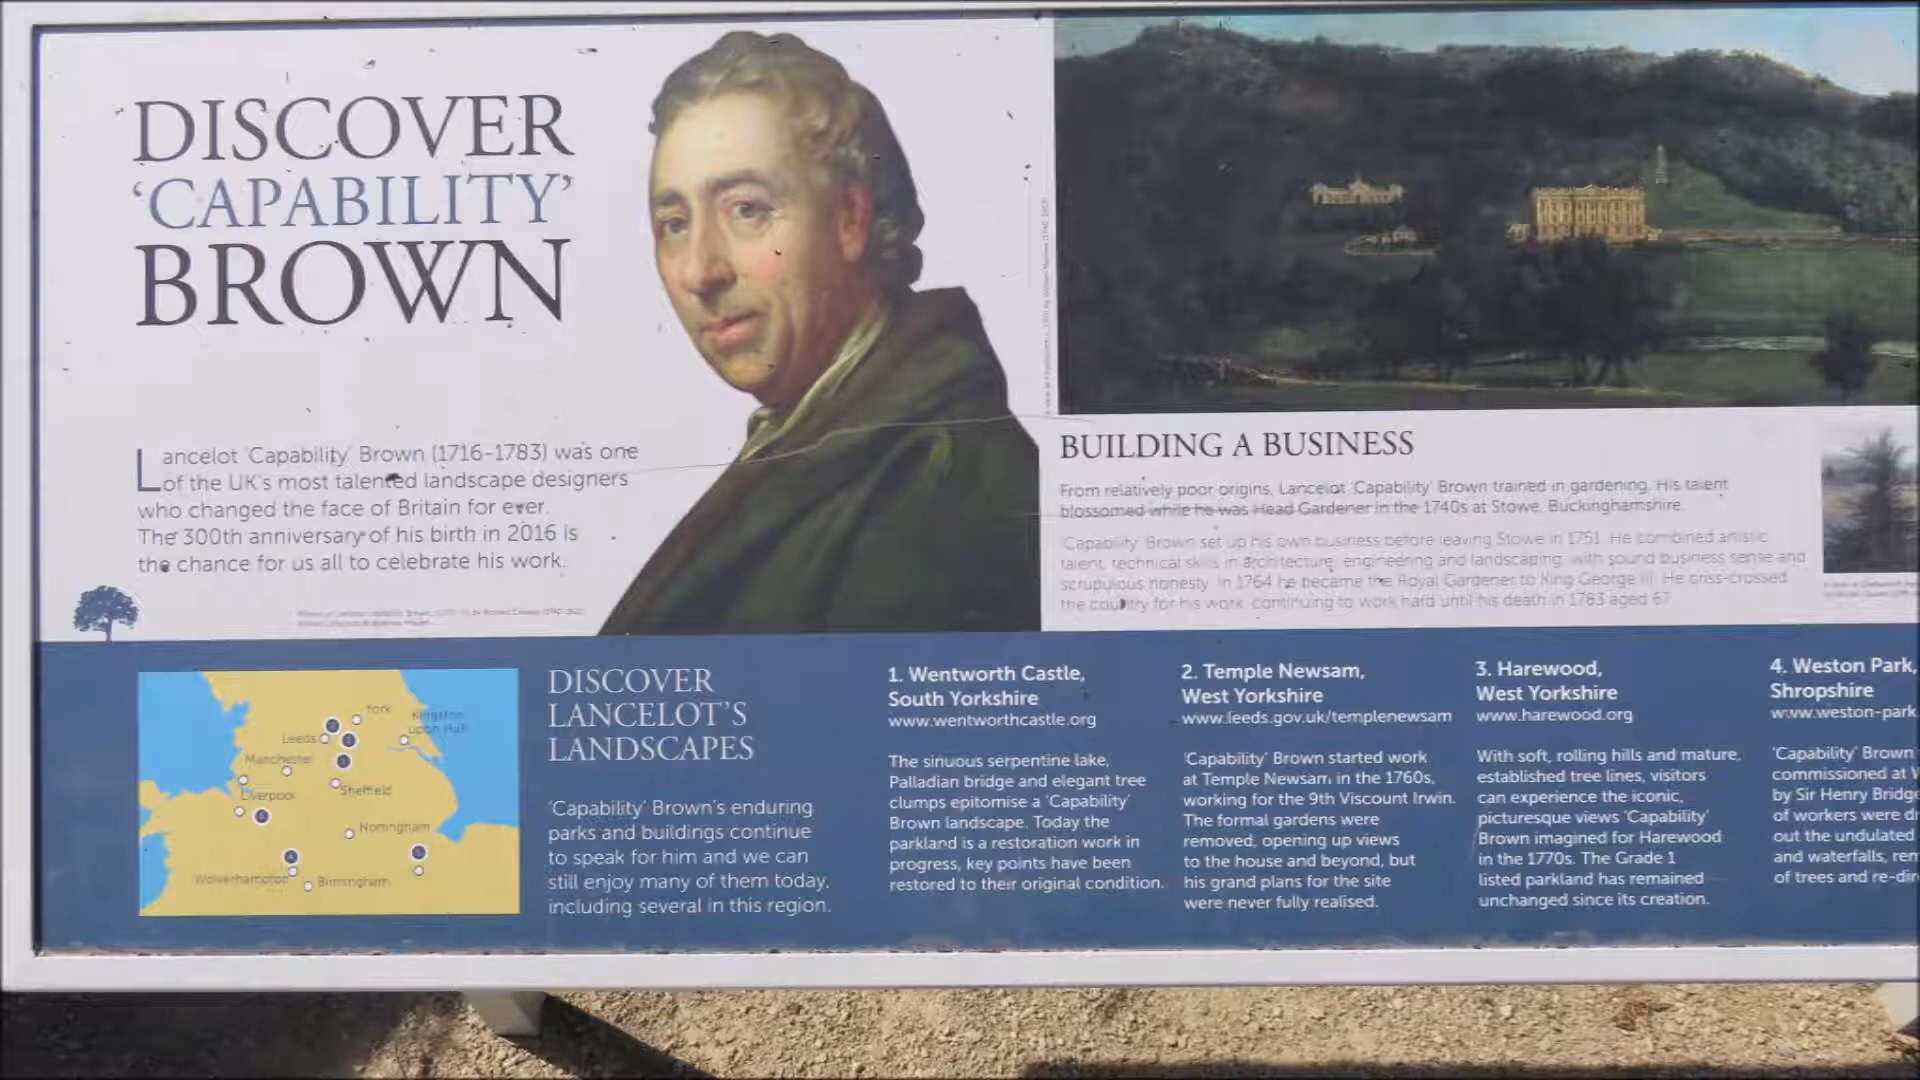 DISCOVER
'CAPABILITY'
BROWN
Lancelot 'Capability' Brown (1716-1783) was one
of the UK's most talented landscape designers
who changed the face of Britain for ever.
The 300th anniversary of his birth in 2016 is
the chance for us all to celebrate his work.
BUILDING A BUSINESS
From relatively poor origins, Lancelot 'Capability' Brown trained in gardening. His talent
blossomed while he was Head Gardener in the 1740s at Stowe, Buckinghamshire.
'Capability' Brown set up his own business before leaving Stowe in 1751. He combined artistic
talent, technical skills in architecture, engineering and landscaping, with sound business sense and
scrupulous honesty. In 1764 he became the Royal Gardener to King George III. He criss-crossed
the country for his work, continuing to work hard until his death in 1783 aged 67
York
Kingston
upon Hull
Leeds
Manchester
Liverpool
Sheffield
Nottingham
Wolverhampton
Birmingham
DISCOVER
LANCELOT'S
LANDSCAPES
'Capability' Brown's enduring
parks and buildings continue
to speak for him and we can
still enjoy many of them today,
including several in this region.
1. Wentworth Castle,
South Yorkshire
www.wentworthcastle.org
The sinuous serpentine lake,
Palladian bridge and elegant tree
clumps epitomise a 'Capability'
Brown landscape. Today the
parkland is a restoration work in
progress, key points have been
restored to their original condition.
2. Temple Newsam,
West Yorkshire
www.leeds.gov.uk/templenewsam
'Capability' Brown started work
at Temple Newsam in the 1760s,
working for the 9th Viscount Irwin.
The formal gardens were
removed, opening up views
to the house and beyond, but
his grand plans for the site
were never fully realised.
3. Harewood,
West Yorkshire
www.harewood.org
With soft, rolling hills and mature,
established tree lines, visitors
can experience the iconic,
picturesque views 'Capability'
Brown imagined for Harewood
in the 1770s. The Grade 1
listed parkland has remained
unchanged since its creation.
4. Weston Park,
Shropshire
www.weston-park
'Capability' Brown
commissioned at
by Sir Henry Bridge
of workers were
out the undulated
and waterfalls,
of trees and